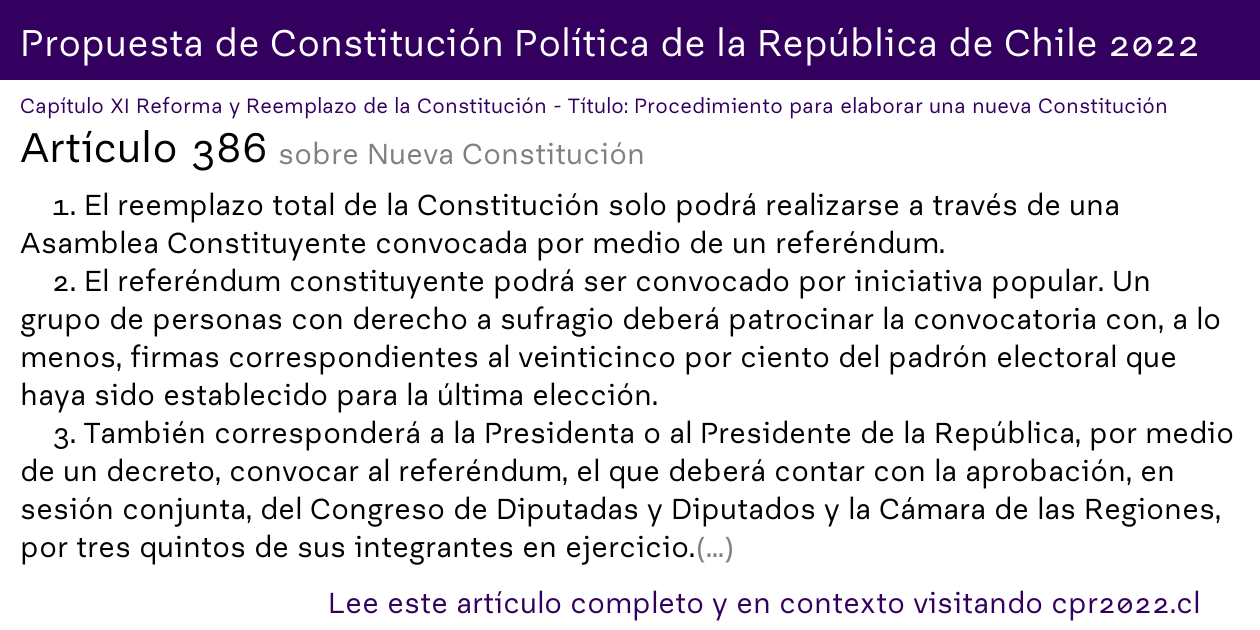 Propuesta de Constitución Política de la República de Chile 2022
Capítulo XI Reforma y Reemplazo de la Constitución - Título: Procedimiento para elaborar una nueva Constitución
Artículo 386 sobre Nueva Constitución
1. El reemplazo total de la Constitución solo podrá realizarse a través de una
Asamblea Constituyente convocada por medio de un referéndum.
2. El referéndum constituyente podrá ser convocado por iniciativa popular. Un
grupo de personas con derecho a sufragio deberá patrocinar la convocatoria con, a lo
menos, firmas correspondientes al veinticinco por ciento del padrón electoral que
haya sido establecido para la última elección.
3. También corresponderá a la Presidenta o al Presidente de la República, por medio
de un decreto, convocar al referéndum, el que deberá contar con la aprobación, en
sesión conjunta, del Congreso de Diputadas y Diputados y la Cámara de las Regiones,
por tres quintos de sus integrantes en ejercicio.(...)
Lee este artículo completo y en contexto visitando cpr2022.cl